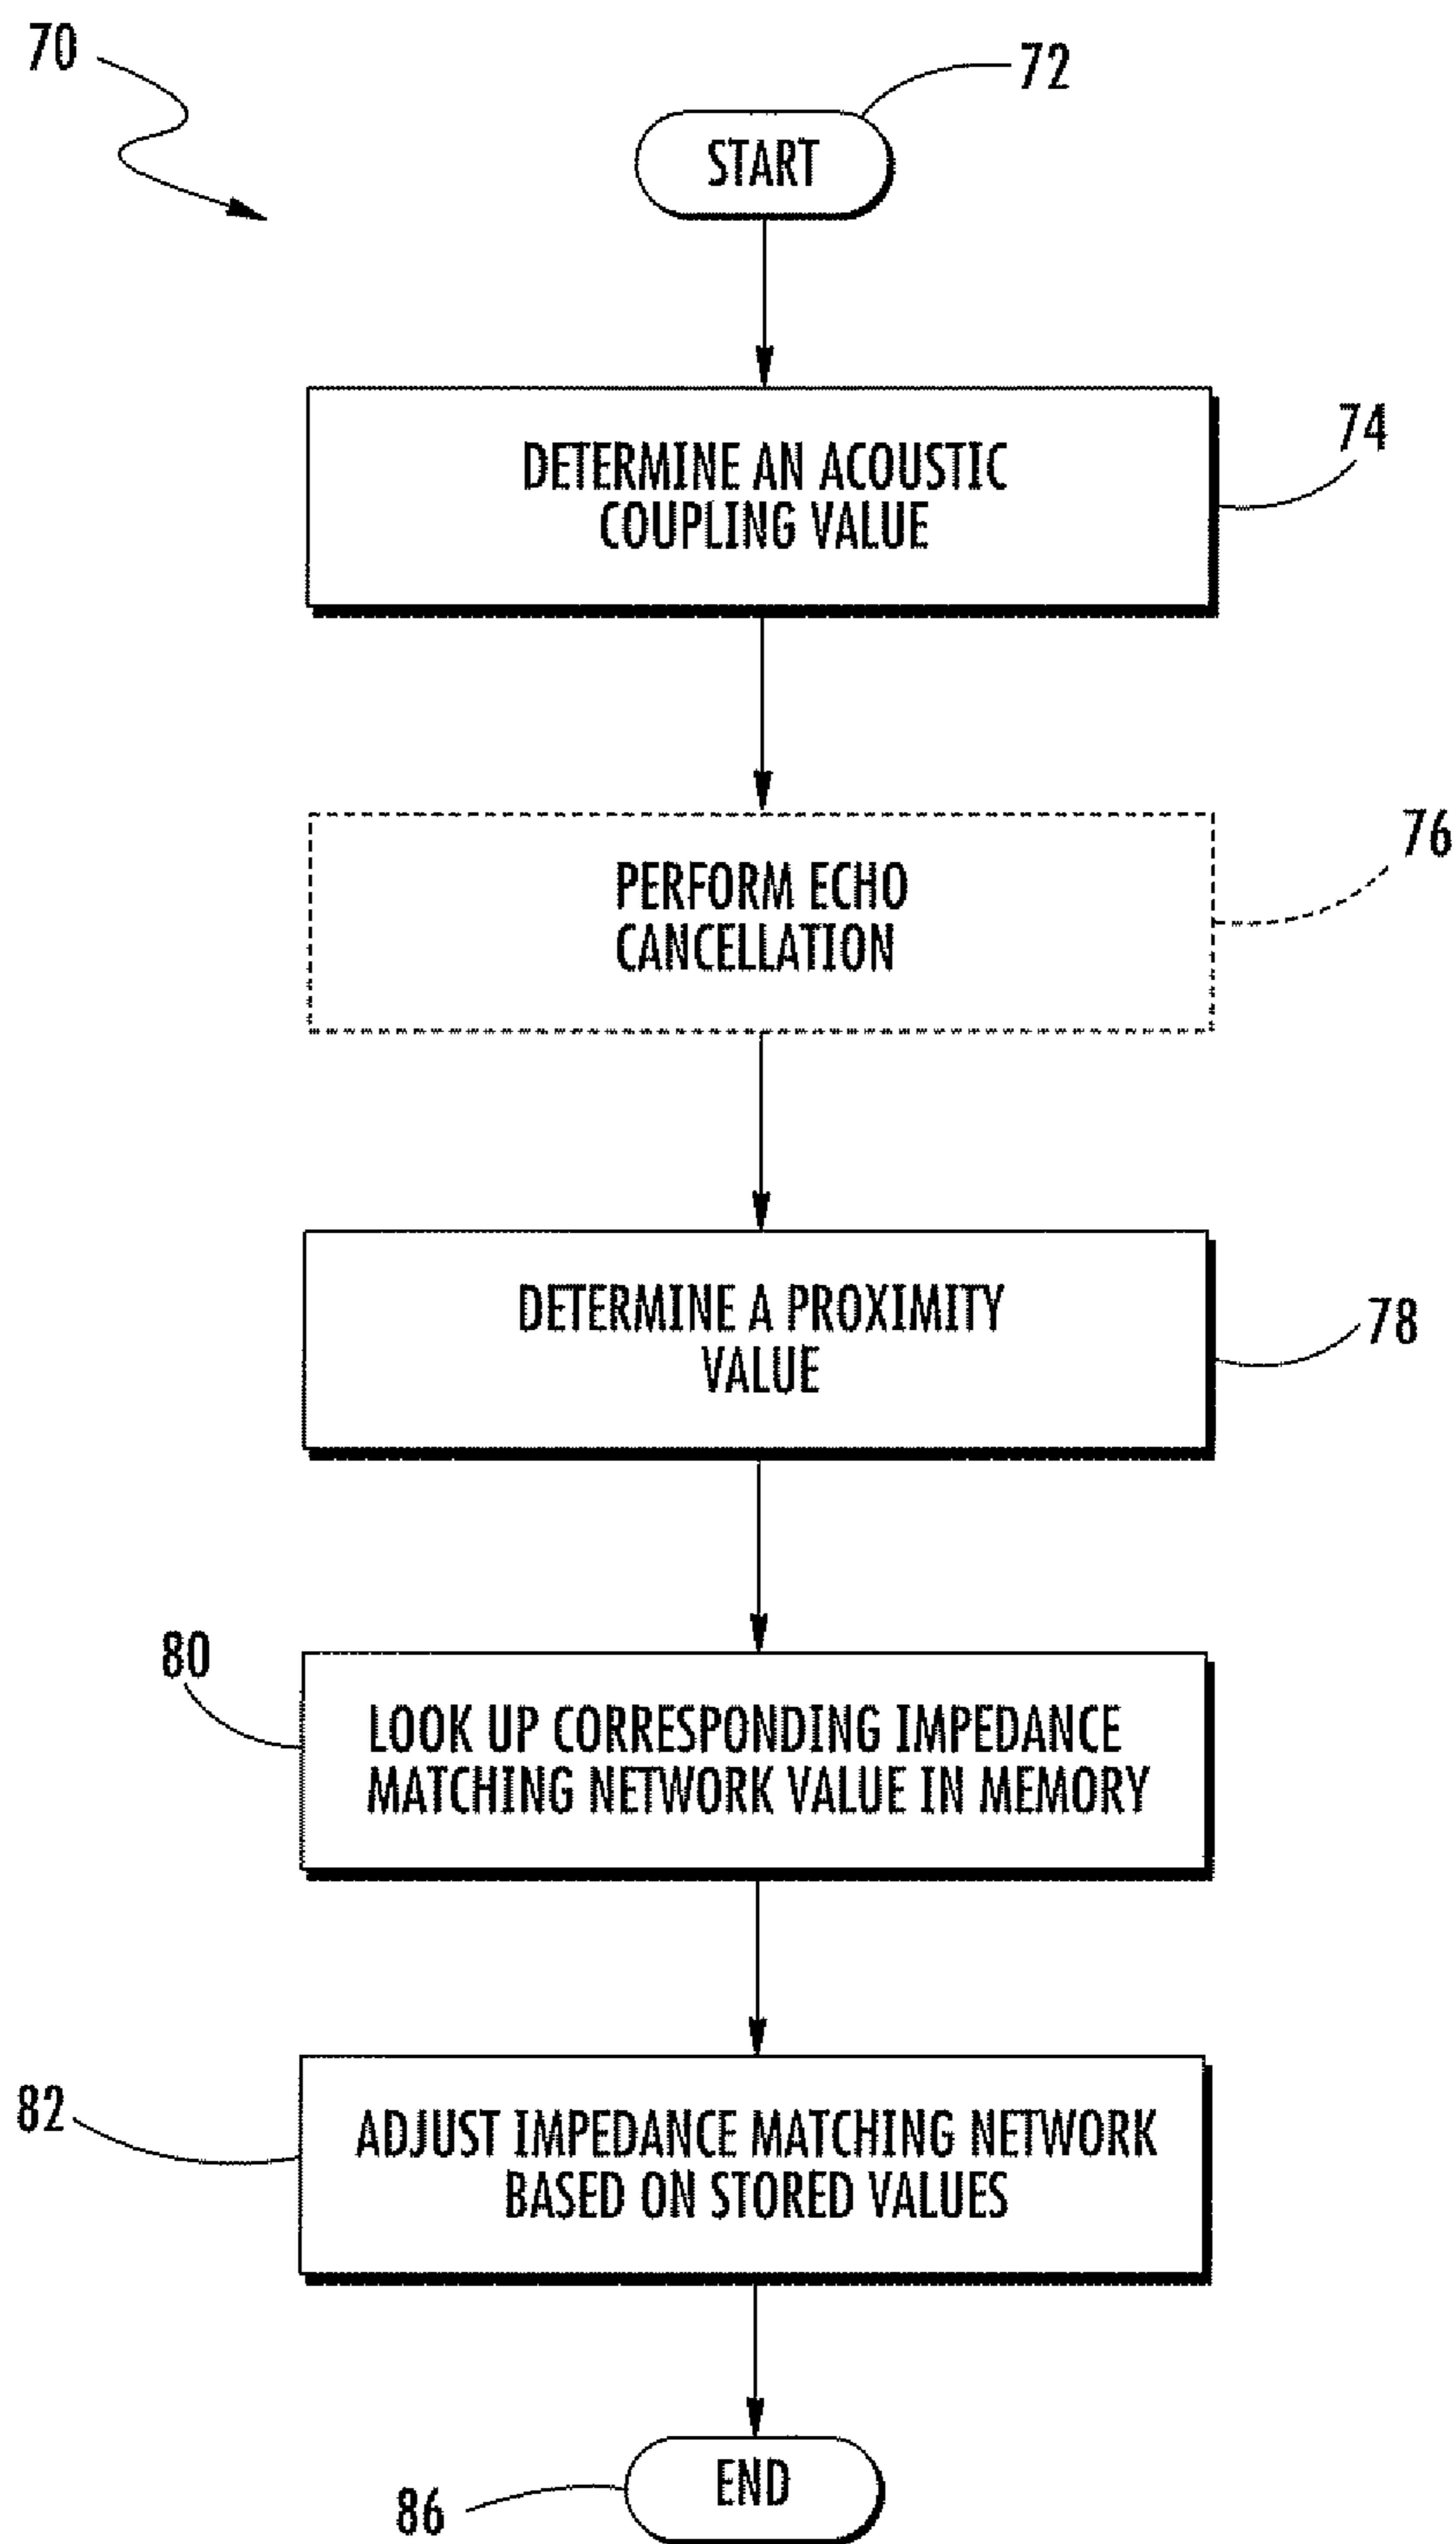 70
72
START
DETERMINE AN ACOUSTIC
COUPLING VALUE
74
PERFORM ECHO
CANCELLATION
76
DETERMINE A PROXIMITY
VALUE
78
80
LOOK UP CORRESPONDING IMPEDANCE
MATCHING NETWORK VALUE IN MEMORY
82
ADJUST IMPEDANCE MATCHING NETWORK
BASED ON STORED VALUES
END
86